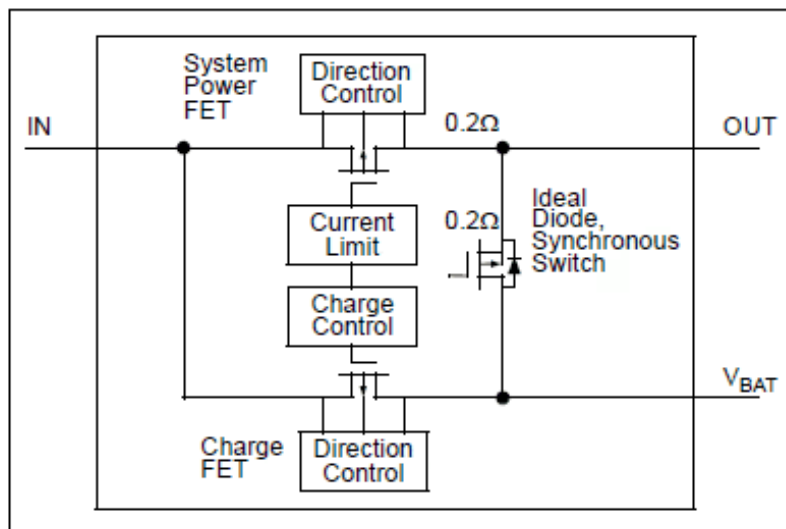 System
Power
FET
Direction
Control
IN
0.2Ω
OUT
Current
Limit
0.2Ω
Ideal
Diode,
Synchronous
Switch
Charge
Control
VBAT
Charge
FET
Direction
Control